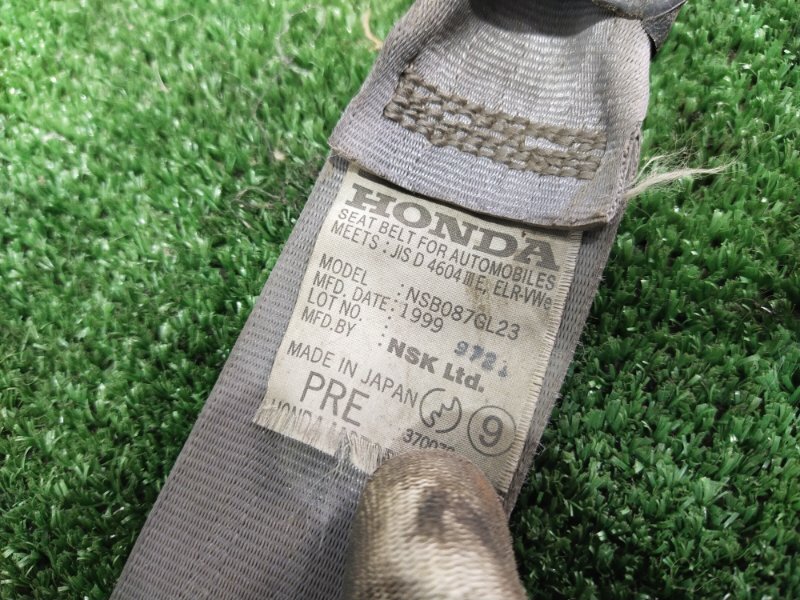 HONDA
SEAT BELT FOR AUTOMOBILES
MEETS : JIS D 4604 III E, ELR-VWe
MODEL : NSB087GL23
MFD. DATE : 1999
LOT NO. :
MFD.BY : NSK Ltd.
MADE IN JAPAN
PRE 9
HONDA